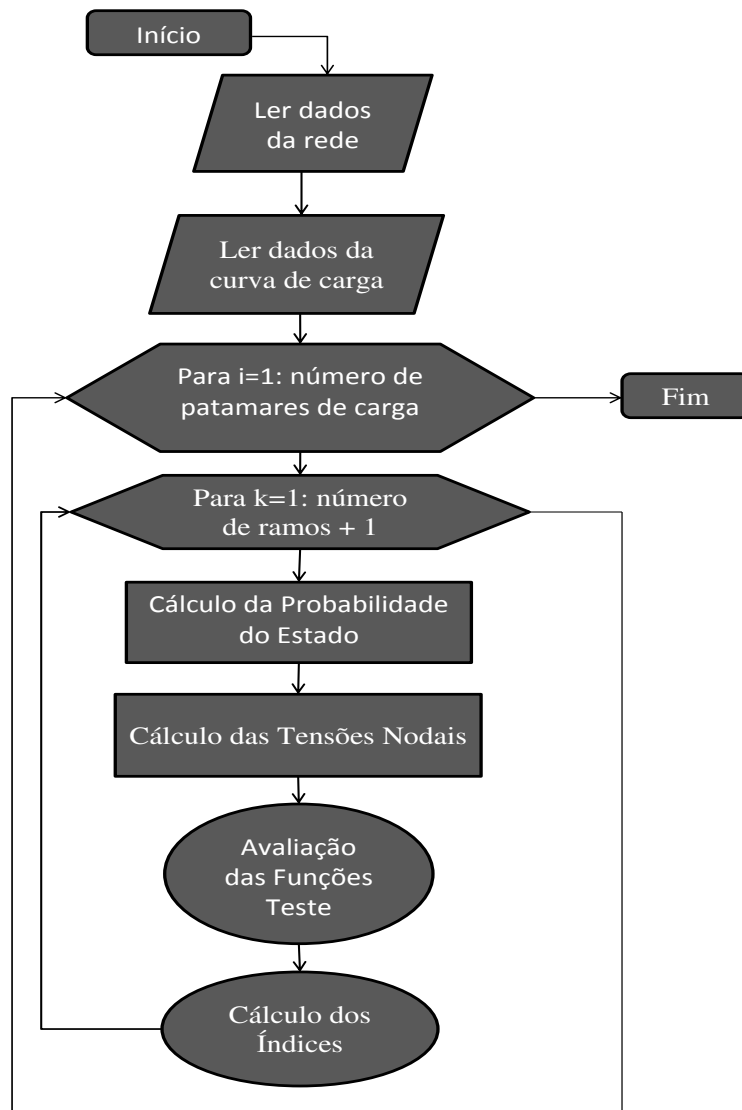 Início
Ler dados
da rede
Ler dados da
curva de carga
Para i=1: número de
patamares de carga
Fim
Para k=1: número
de ramos + 1
Cálculo da Probabilidade
do Estado
Cálculo das Tensões Nodais
Avaliação
das Funções
Teste
Cálculo dos
Índices